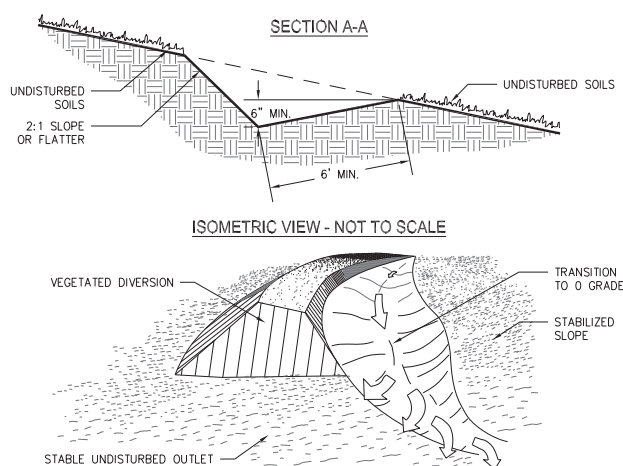 SECTION A-A
UNDISTURBED
SOILS
2:1 SLOPE
OR FLATTER
6" MIN.
UNDISTURBED SOILS
6' MIN.
ISOMETRIC VIEW - NOT TO SCALE
VEGETATED DIVERSION
TRANSITION
TO 0 GRADE
STABILIZED
SLOPE
STABLE UNDISTURBED OUTLET